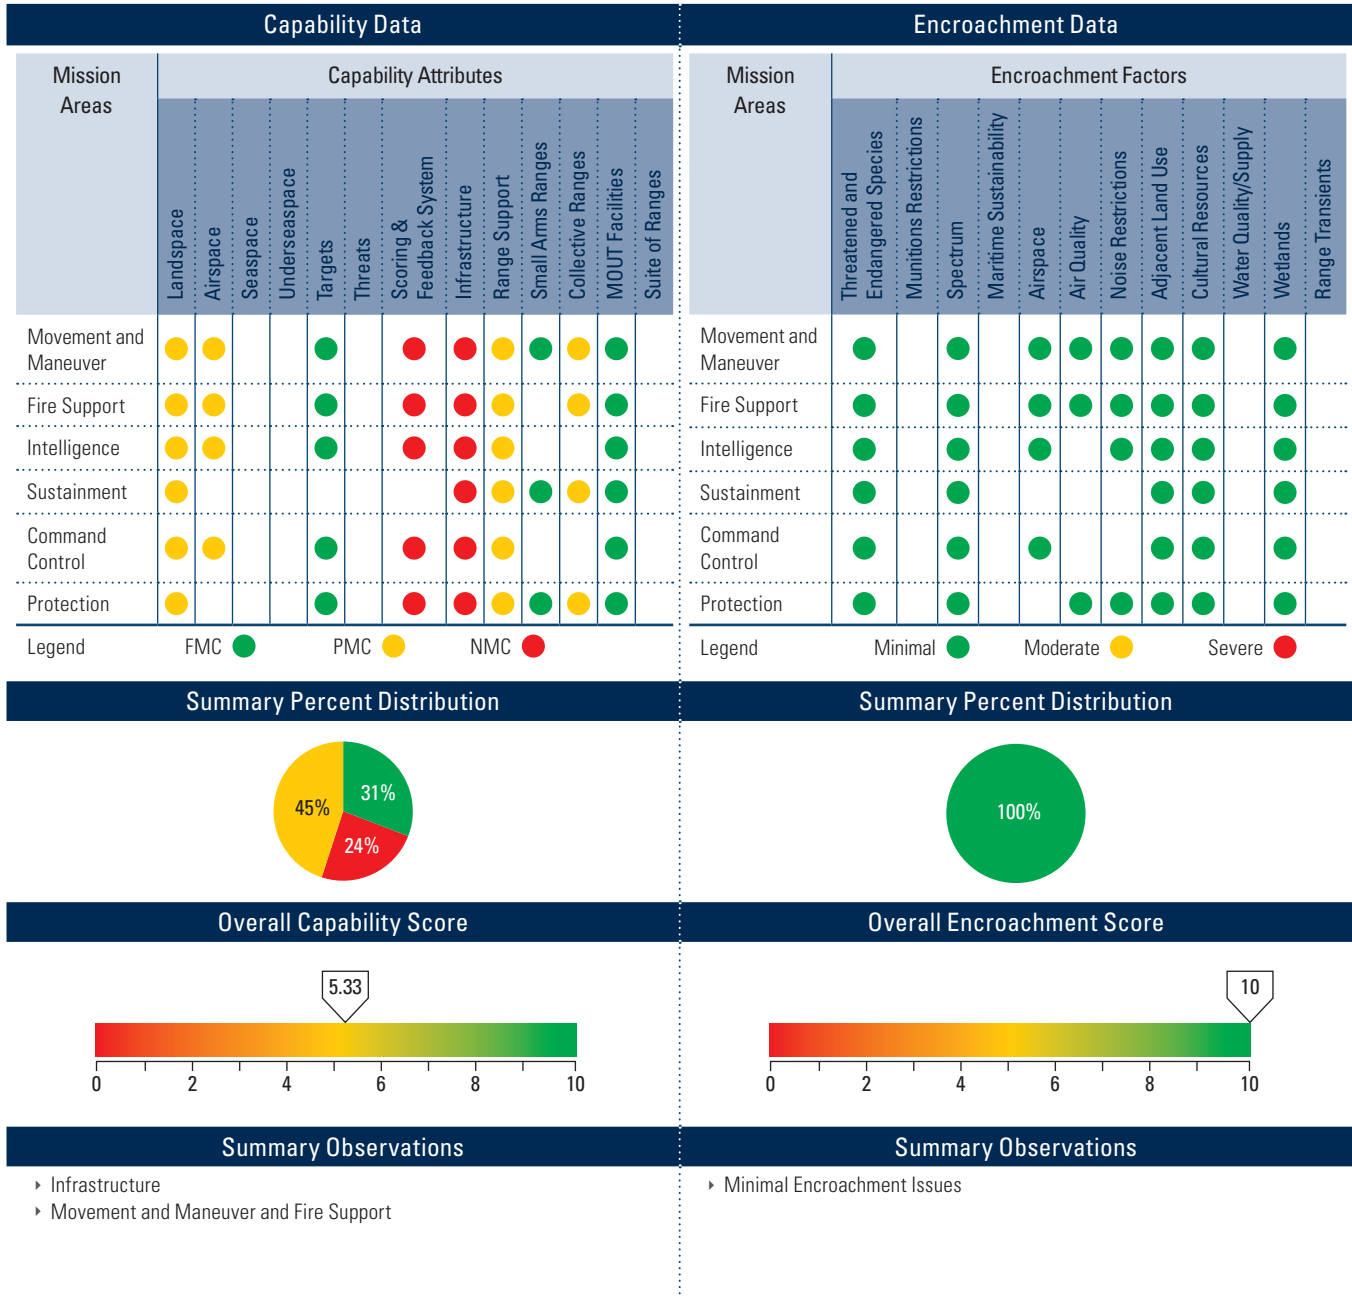 Capability Data
Mission
Areas
Capability Attributes
Landspace
Airspace
Seaspace
Underseaspace
Targets
Threats
Scoring &
Feedback System
Infrastructure
Range Support
Small Arms Ranges
Collective Ranges
MOUT Facilities
Suite of Ranges
Movement and
Maneuver
Fire Support
Intelligence
Sustainment
Command
Control
Protection
Legend
FMC
PMC
NMC
Summary Percent Distribution
45%
31%
24%
Overall Capability Score
5.33
0
2
4
6
8
10
Summary Observations
‣ Infrastructure
‣ Movement and Maneuver and Fire Support
Encroachment Data
Mission
Areas
Encroachment Factors
Threatened and
Endangered Species
Munitions Restrictions
Spectrum
Maritime Sustainability
Airspace
Air Quality
Noise Restrictions
Adjacent Land Use
Cultural Resources
Water Quality/Supply
Wetlands
Range Transients
Movement and
Maneuver
Fire Support
Intelligence
Sustainment
Command
Control
Protection
Legend
Minimal
Moderate
Severe
Summary Percent Distribution
100%
Overall Encroachment Score
10
0
2
4
6
8
10
Summary Observations
‣ Minimal Encroachment Issues